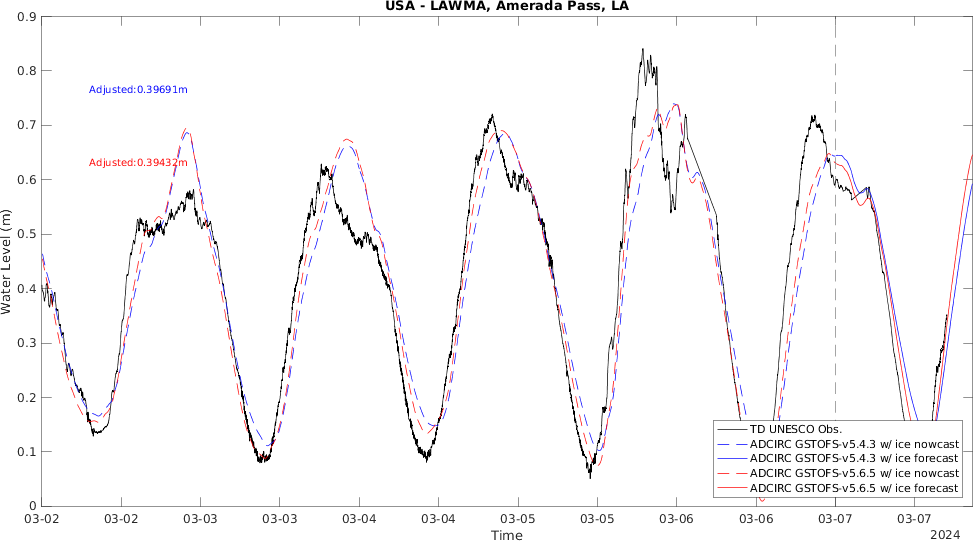 USA - LAWMA, Amerada Pass, LA
0.9
0.8
0.7
0.6
0.5
0.4
0.3
0.2
0.1
0
Water Level (m)
Adjusted:0.39691m
Adjusted:0.39432m
TD UNESCO Obs.
ADCIRC GSTOFS-v5.4.3 w/ ice nowcast
ADCIRC GSTOFS-v5.4.3 w/ ice forecast
ADCIRC GSTOFS-v5.6.5 w/ ice nowcast
ADCIRC GSTOFS-v5.6.5 w/ ice forecast
03-02 03-02 03-03 03-03 03-04 03-04 03-05 03-05 03-06 03-06 03-07 03-07
Time
2024